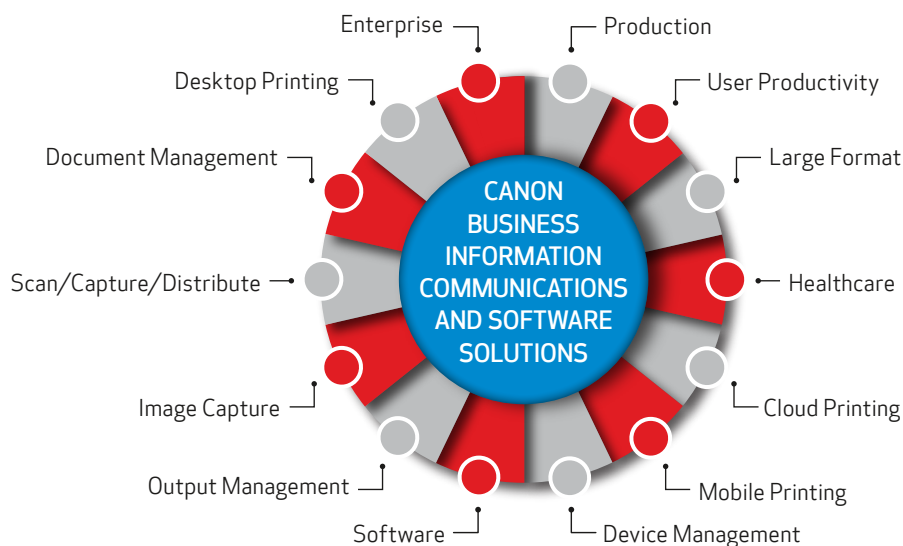 Enterprise
Production
Desktop Printing
User Productivity
Document Management
Large Format
CANON
BUSINESS
INFORMATION
COMMUNICATIONS
AND SOFTWARE
SOLUTIONS
Scan/Capture/Distribute
Healthcare
Image Capture
Cloud Printing
Output Management
Mobile Printing
Software
Device Management